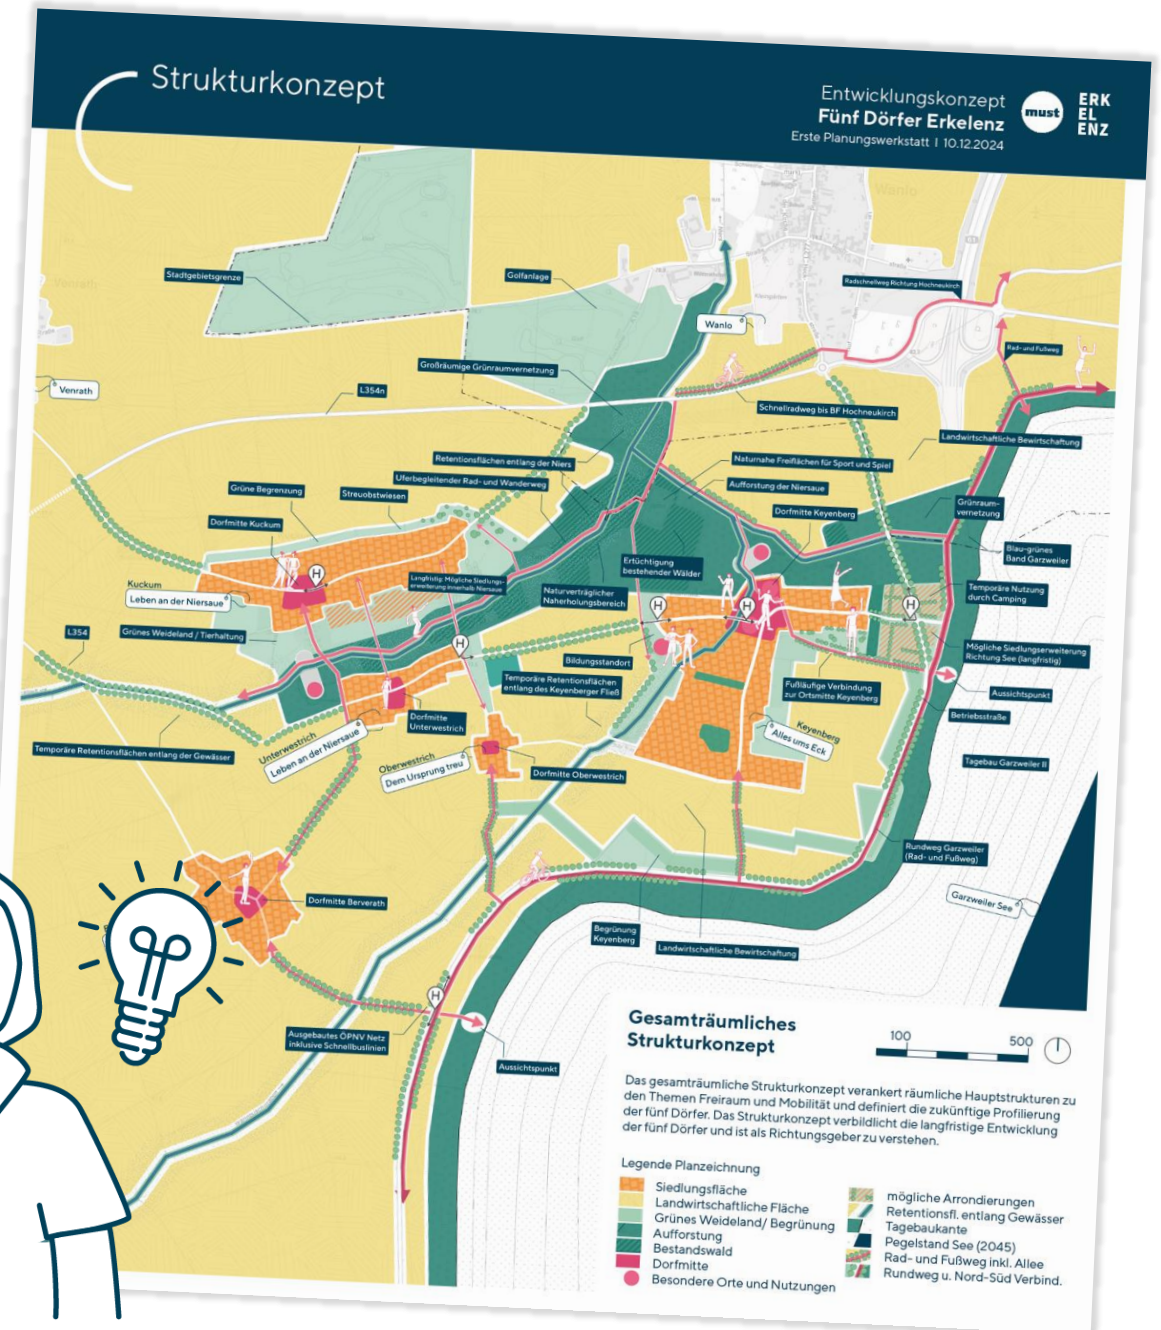 Strukturkonzept
Entwicklungskonzept
Fünf Dörfer Erkelenz
Erste Planungswerkstatt I 10.12.2024
must
ERK
EL
ENZ
Wanlo
Stadtgebietsgrenze
Golfanlage
Radschnellweg Richtung Hochneukirch
Venrath
Wanlo
Rad- und Fußweg
Großräumige Grünraumvernetzung
Venrath
L354n
Schnellradweg bis BF Hochneukirch
Landwirtschaftliche Bewirtschaftung
Retentionsflächen entlang der Niers
Naturnahe Freiflächen für Sport und Spiel
Uferbegleitender Rad- und Wanderweg
Aufforstung der Niersaue
Grüne Begrenzung
Streuobstwiesen
Dorfmitte Keyenberg
Grünraum-
vernetzung
Dorfmitte Kuckum
Blau-grünes
Band Garzweiler
Ertüchtigung
bestehender Wälder
Langfristig: Mögliche Siedlungs-
erweiterung innerhalb Niersaue
Kuckum
Leben an der Niersaue
Naturverträglicher
Naherholungsbereich
Temporäre Nutzung
durch Camping
H
H
H
H
H
H
L354
Grünes Weideland / Tierhaltung
Mögliche Siedlungserweiterung
Richtung See (langfristig)
Bildungsstandort
Temporäre Retentionsflächen
entlang des Keyenberger Fließ
Fußläufige Verbindung
zur Ortsmitte Keyenberg
Aussichtspunkt
Betriebsstraße
Dorfmitte
Unterwestrich
Unterwestrich
Leben an der Niersaue
Keyenberg
Alles ums Eck
Temporäre Retentionsflächen entlang der Gewässer
Oberwestrich
Dem Ursprung treu
Dorfmitte Oberwestrich
Tagebau Garzweiler II
Rundweg Garzweiler
(Rad- und Fußweg)
Dorfmitte Berverath
Garzweiler See
Begrünung
Keyenberg
Landwirtschaftliche Bewirtschaftung
Ausgebautes ÖPNV Netz
inklusive Schnellbuslinien
Aussichtspunkt
Gesamträumliches
Strukturkonzept
100
500
Das gesamträumliche Strukturkonzept verankert räumliche Hauptstrukturen zu
den Themen Freiraum und Mobilität und definiert die zukünftige Profilierung
der fünf Dörfer. Das Strukturkonzept verbildlicht die langfristige Entwicklung
der fünf Dörfer und ist als Richtungsgeber zu verstehen.
Legende Planzeichnung
Siedlungsfläche
Landwirtschaftliche Fläche
Grünes Weideland/ Begrünung
Aufforstung
Bestandswald
Dorfmitte
Besondere Orte und Nutzungen
mögliche Arrondierungen
Retentionsfl. entlang Gewässer
Tagebaukante
Pegelstand See (2045)
Rad- und Fußweg inkl. Allee
Rundweg u. Nord-Süd Verbind.